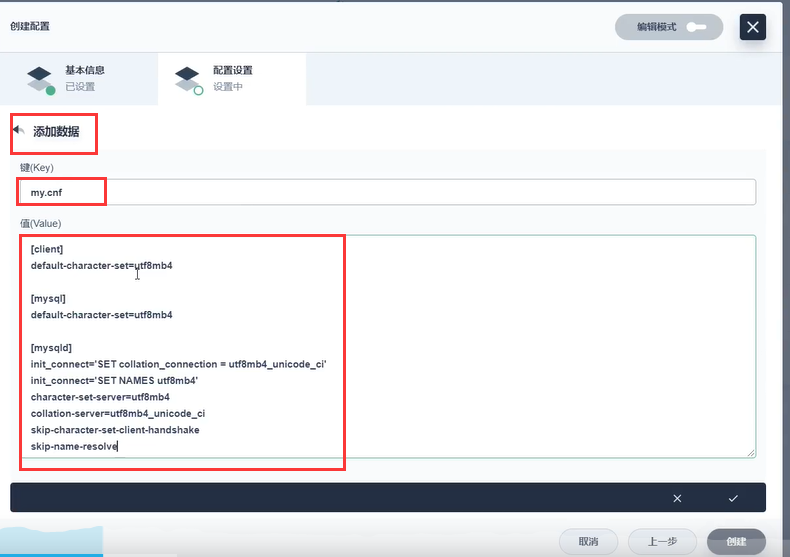 创建配置
编辑模式
基本信息
已设置
配置设置
设置中
添加数据
键(Key)
my.cnf
值(Value)
[client]
default-character-set=utf8mb4
[mysql]
default-character-set=utf8mb4
[mysqld]
init_connect='SET collation_connection = utf8mb4_unicode_ci'
init_connect='SET NAMES utf8mb4'
character-set-server=utf8mb4
collation-server=utf8mb4_unicode_ci
skip-character-set-client-handshake
skip-name-resolve
取消
上一步
创建